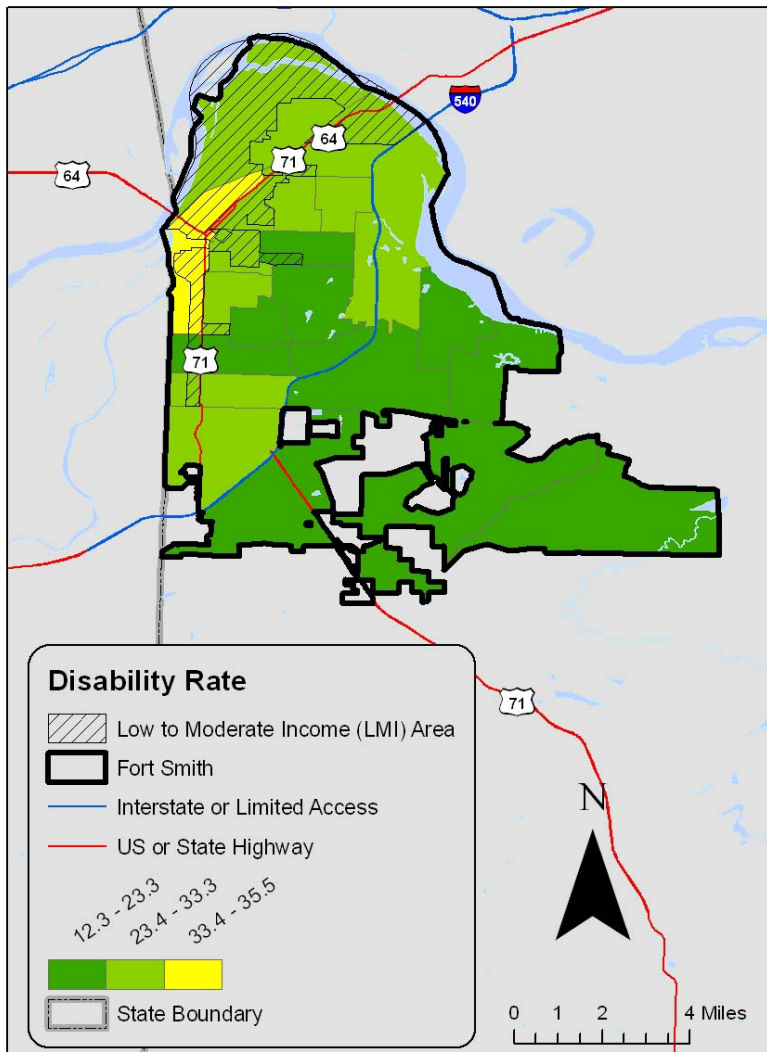 540
64
71
64
71
Disability Rate
Low to Moderate Income (LMI) Area
Fort Smith
Interstate or Limited Access
US or State Highway
12.3 - 23.3
23.4 - 33.3
33.4 - 35.5
State Boundary
71
N
0 1 2 4 Miles